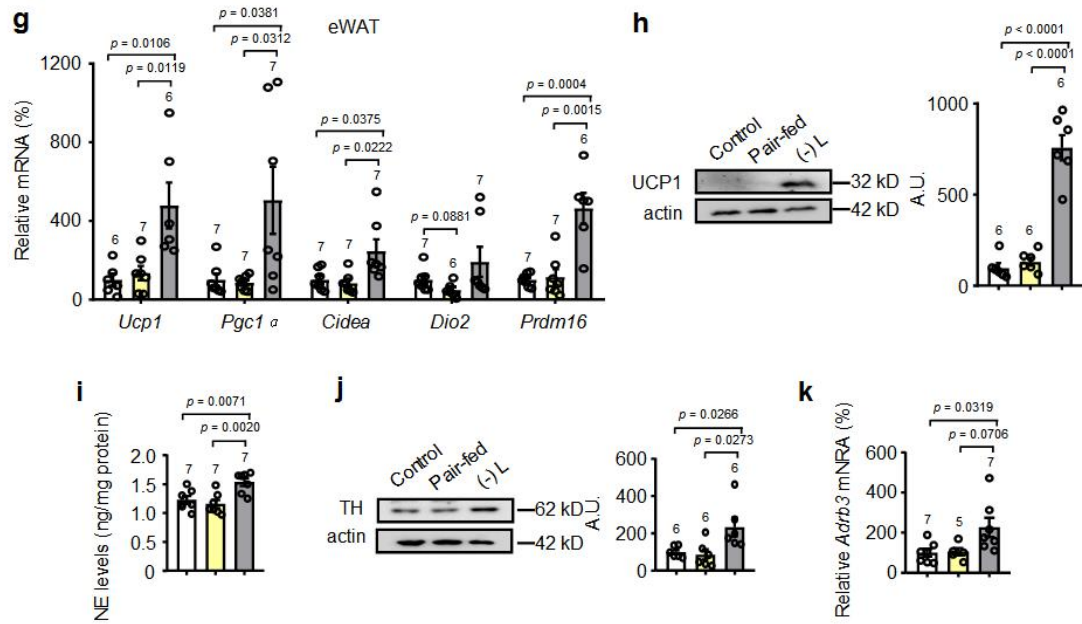 g
eWAT
p = 0.0381
p = 0.0106
p = 0.0312
p = 0.0119
p = 0.0375
p = 0.0222
p = 0.0881
p = 0.0004
p = 0.0015
Relative mRNA (%)
1200
800
400
0
6 7 6
7 7 7
7 7 7
7 6 7
7 7 6
Ucp1 Pgc1 α Cidea Dio2 Prdm16
h
Control Pair-fed (-) L
UCP1 32 kD
actin 42 kD
p < 0.0001
p < 0.0001
A.U.
1000
500
0
6 6 6
i
p = 0.0071
p = 0.0020
NE levels (ng/mg protein)
2.0
1.5
1.0
0
7 7 7
j
Control Pair-fed (-) L
TH 62 kD
actin 42 kD
p = 0.0266
p = 0.0273
A.U.
600
400
200
0
6 6 6
k
p = 0.0319
p = 0.0706
Relative Adrb3 mNRA (%)
600
400
200
0
7 5 7